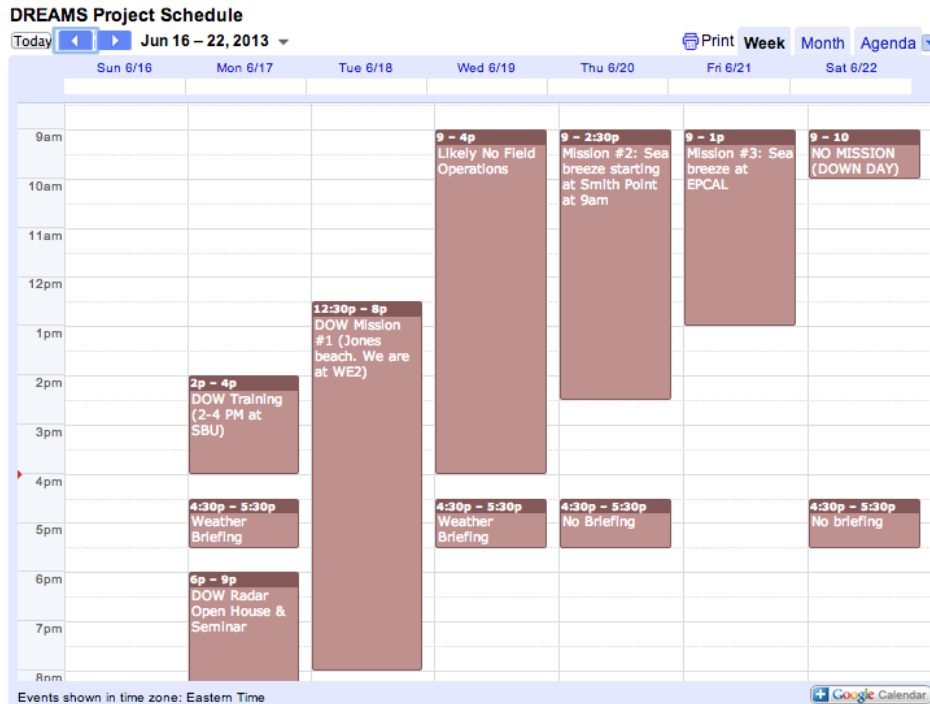 DREAMS Project Schedule
Today Jun 16 – 22, 2013 Print Week Month Agenda
Sun 6/16 Mon 6/17 Tue 6/18 Wed 6/19 Thu 6/20 Fri 6/21 Sat 6/22
9am
10am
11am
12pm
1pm
2pm
3pm
4pm
5pm
6pm
7pm
8pm
2p – 4p
DOW Training
(2-4 PM at
SBU)
4:30p – 5:30p
Weather
Briefing
6p – 9p
DOW Radar
Open House &
Seminar
12:30p – 8p
DOW Mission
#1 (Jones
beach. We are
at WE2)
9 – 4p
Likely No Field
Operations
4:30p – 5:30p
Weather
Briefing
9 – 2:30p
Mission #2: Sea
breeze starting
at Smith Point
at 9am
4:30p – 5:30p
No Briefing
9 – 1p
Mission #3: Sea
breeze at
EPCAL
9 – 10
NO MISSION
(DOWN DAY)
4:30p – 5:30p
No briefing
Events shown in time zone: Eastern Time
Google Calendar